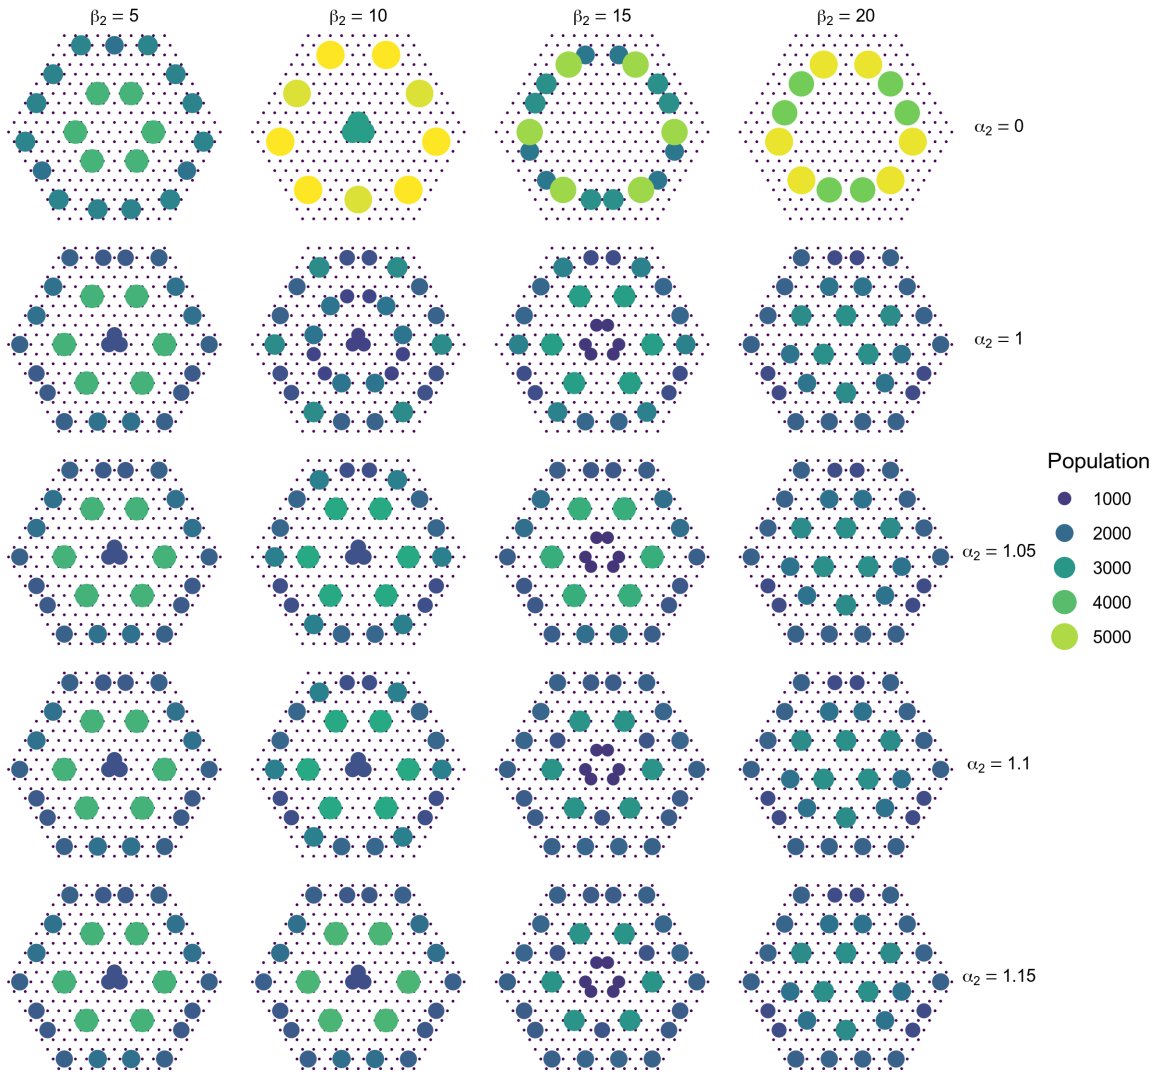 β₂ = 5
β₂ = 10
β₂ = 15
β₂ = 20
α₂ = 0
α₂ = 1
α₂ = 1.05
α₂ = 1.1
α₂ = 1.15
Population
1000
2000
3000
4000
5000